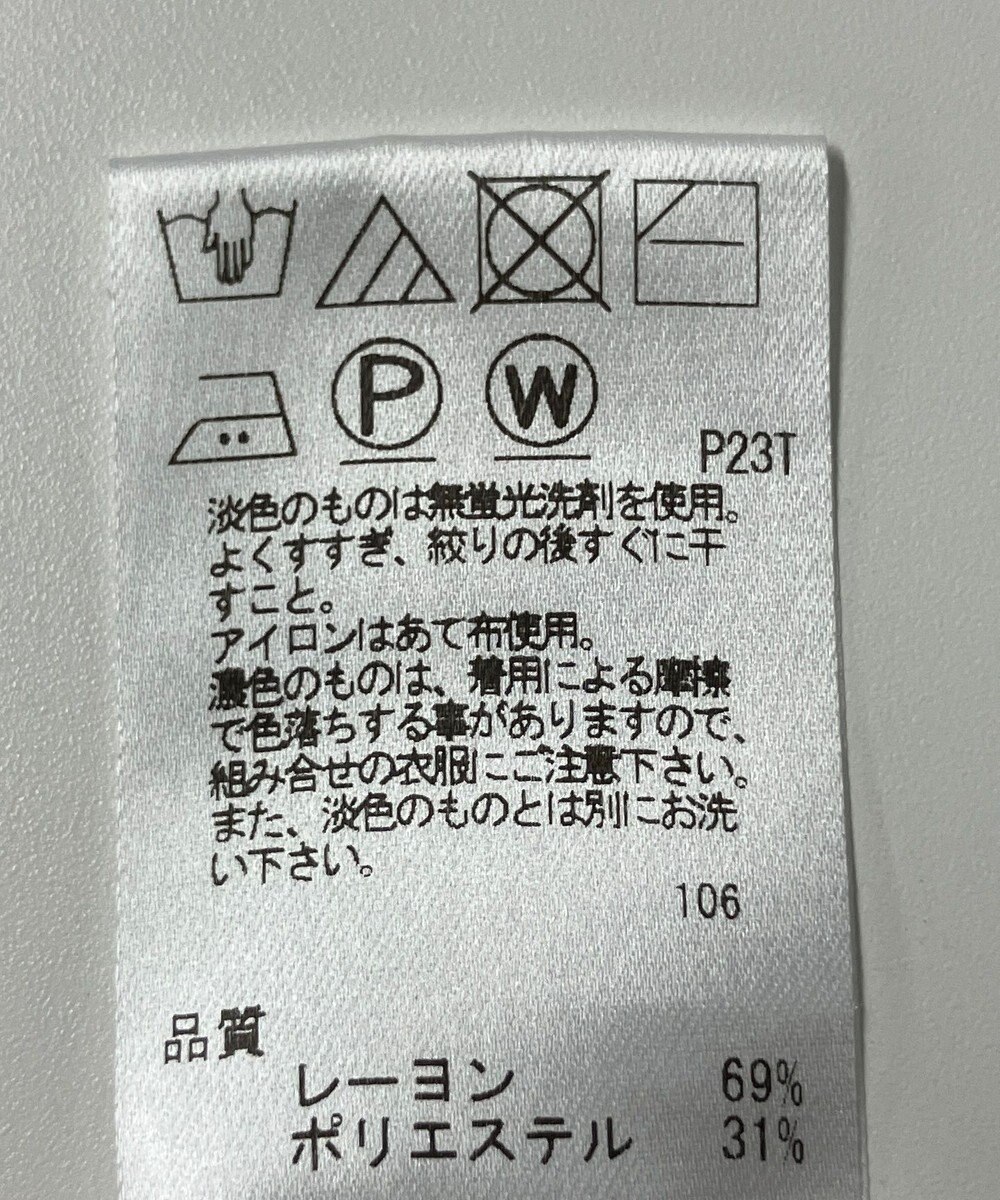 P
W
P23T
淡色のものは無蛍光洗剤を使用。
よくすすぎ、絞りの後すぐに干
すこと。
アイロンはあて布使用。
濃色のものは、着用による摩擦
で色落ちする事がありますので、
組み合せの衣服にご注意下さい。
また、淡色のものとは別にお洗
い下さい。
106
品質
レーヨン 69%
ポリエステル 31%